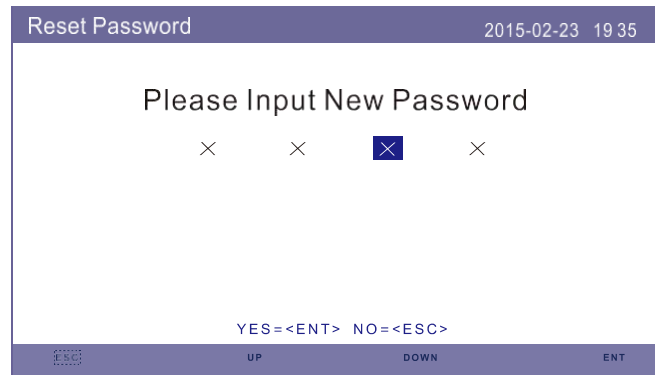 Reset Password 2015-02-23 19 35
Please Input New Password
× × × ×
YES=<ENT> NO=<ESC>
ESC UP DOWN ENT